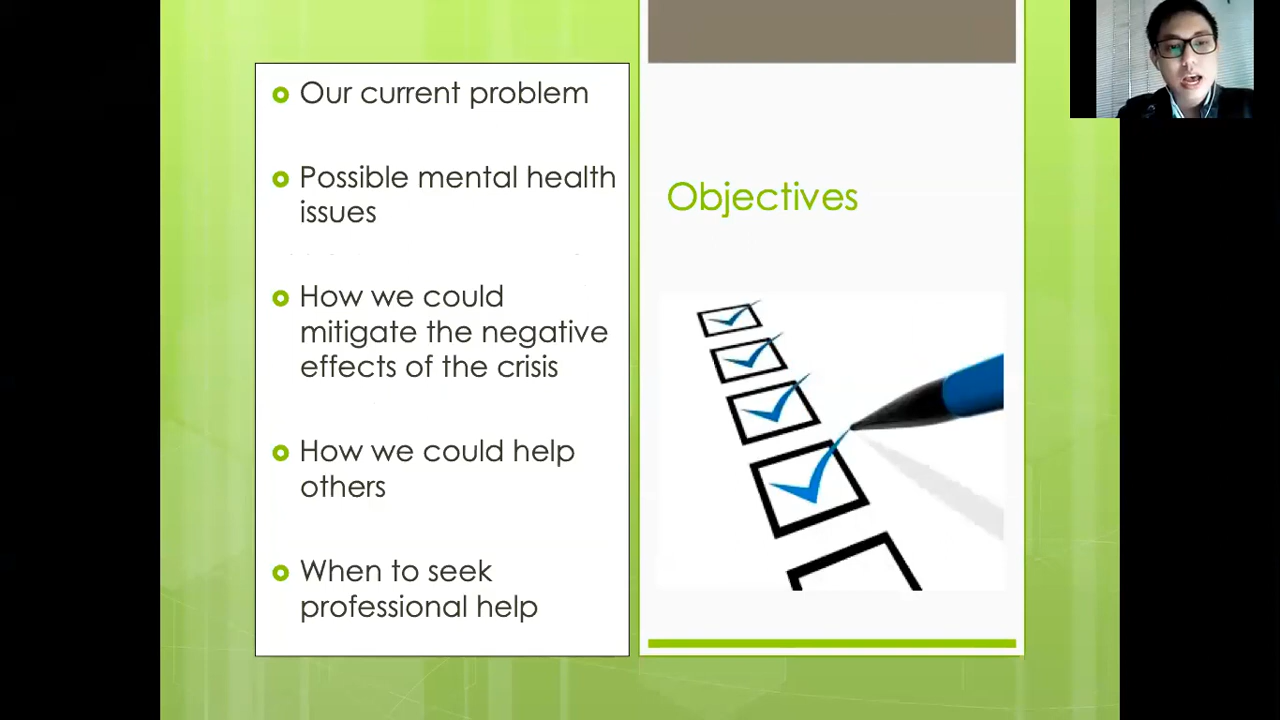 Our current problem
Possible mental health
issues
How we could
mitigate the negative
effects of the crisis
How we could help
others
When to seek
professional help
Objectives